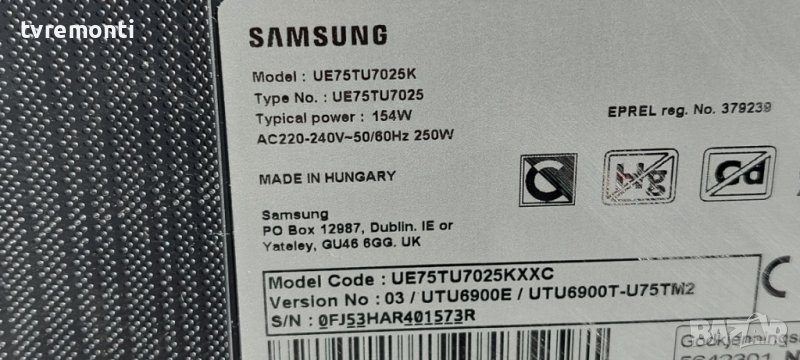 tvremonti
SAMSUNG
Model : UE75TU7025K
Type No. : UE75TU7025
Typical power : 154W
AC220-240V~50/60Hz 250W
EPREL reg. No. 379239
MADE IN HUNGARY
Hg
Cd
Samsung
PO Box 12987, Dublin. IE or
Yateley, GU46 6GG. UK
Model Code : UE75TU7025KXXC
Version No : 03 / UTU6900E / UTU6900T-U75TM2
S/N : 0FJ53HAR401573R